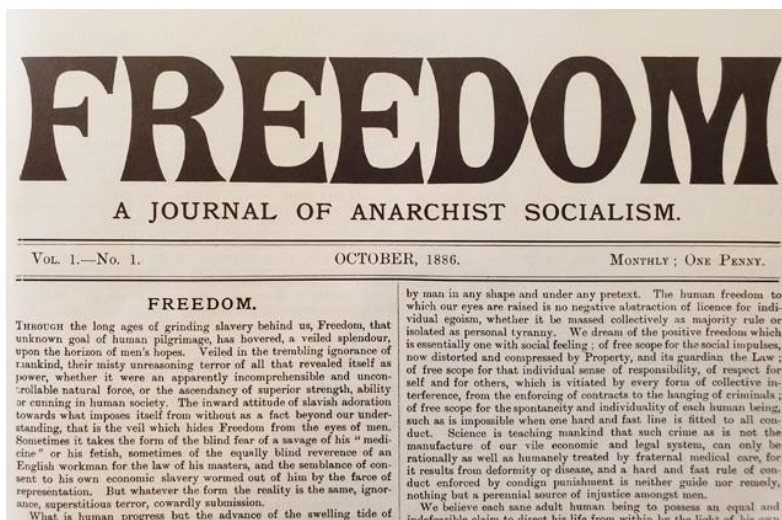 FREEDOM
A JOURNAL OF ANARCHIST SOCIALISM.
VOL. 1.—No. 1.
OCTOBER, 1886.
MONTHLY ; ONE PENNY.
FREEDOM.
THROUGH the long ages of grinding slavery behind us, Freedom, that
unknown goal of human pilgrimage, has hovered, a veiled splendour,
upon the horizon of men's hopes. Veiled in the trembling ignorance of
mankind, their misty unreasoning terror of all that revealed itself as
power, whether it were an apparently incomprehensible and uncon-
trollable natural force, or the ascendancy of superior strength, ability
or cunning in human society. The inward attitude of slavish adoration
towards what imposes itself from without as a fact beyond our under-
standing, that is the veil which hides Freedom from the eyes of men.
Sometimes it takes the form of the blind fear of a savage of his "medi-
cine" or his fetish, sometimes of the equally blind reverence of an
English workman for the law of his masters, and the semblance of con-
sent to his own economic slavery wormed out of him by the farce of
representation. But whatever the form the reality is the same, ignor-
ance, superstitious terror, cowardly submission.
What is human progress but the advance of the swelling tide of
by man in any shape and under any pretext. The human freedom to
which our eyes are raised is no negative abstraction of licence for indi-
vidual egoism, whether it be massed collectively as majority rule or
isolated as personal tyranny. We dream of the positive freedom which
is essentially one with social feeling ; of free scope for the social impulses,
now distorted and compressed by Property, and its guardian the Law ;
of free scope for that individual sense of responsibility, of respect for
self and for others, which is vitiated by every form of collective in-
terference, from the enforcing of contracts to the hanging of criminals ;
of free scope for the spontaneity and individuality of each human being,
such as is impossible when one hard and fast line is fitted to all con-
duct. Science is teaching mankind that such crime as is not the
manufacture of our vile economic and legal system, can only be
rationally as well as humanely treated by fraternal medical care, for
it results from deformity or disease, and a hard and fast rule of con-
duct enforced by condign punishment is neither guide nor remedy,
nothing but a perennial source of injustice amongst men.
We believe each sane adult human being to possess an equal and
indefeasible claim to direct his life from within by the light of his own